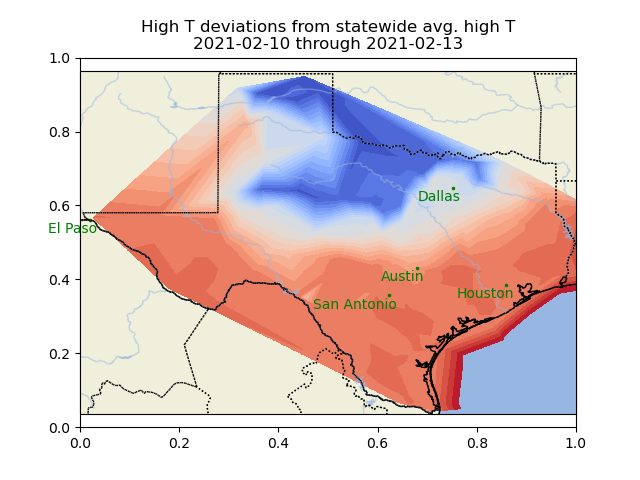 High T deviations from statewide avg. high T
2021-02-10 through 2021-02-13
1.0
0.8
0.6
0.4
0.2
0.0
Dallas
El Paso
Austin
Houston
San Antonio
0.0 0.2 0.4 0.6 0.8 1.0